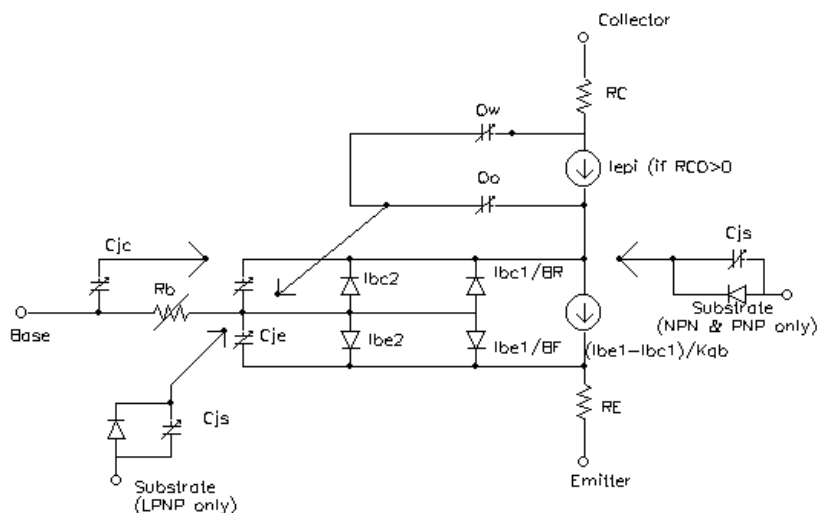 Collector
RC
Qw
Iepi (if RCO>0
Qo
Cjc
Cjs
Rb
Ibc2
Ibc1/BR
Substrate
(NPN & PNP only)
Base
Cje
Ibe2
Ibe1/BF
(Ibe1-Ibc1)/Kqb
RE
Cjs
Substrate
(LPNP only)
Emitter